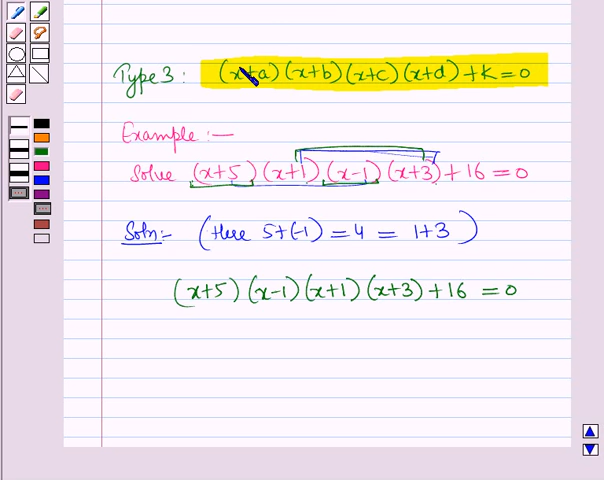 Type 3 : (x+a) (x+b) (x+c) (x+d) + k = 0
Example :-
Solve (x+5) (x+1) (x-1) (x+3) + 16 = 0
Soln:- (Here 5+(-1) = 4 = 1+3 )
(x+5) (x-1) (x+1) (x+3) + 16 = 0